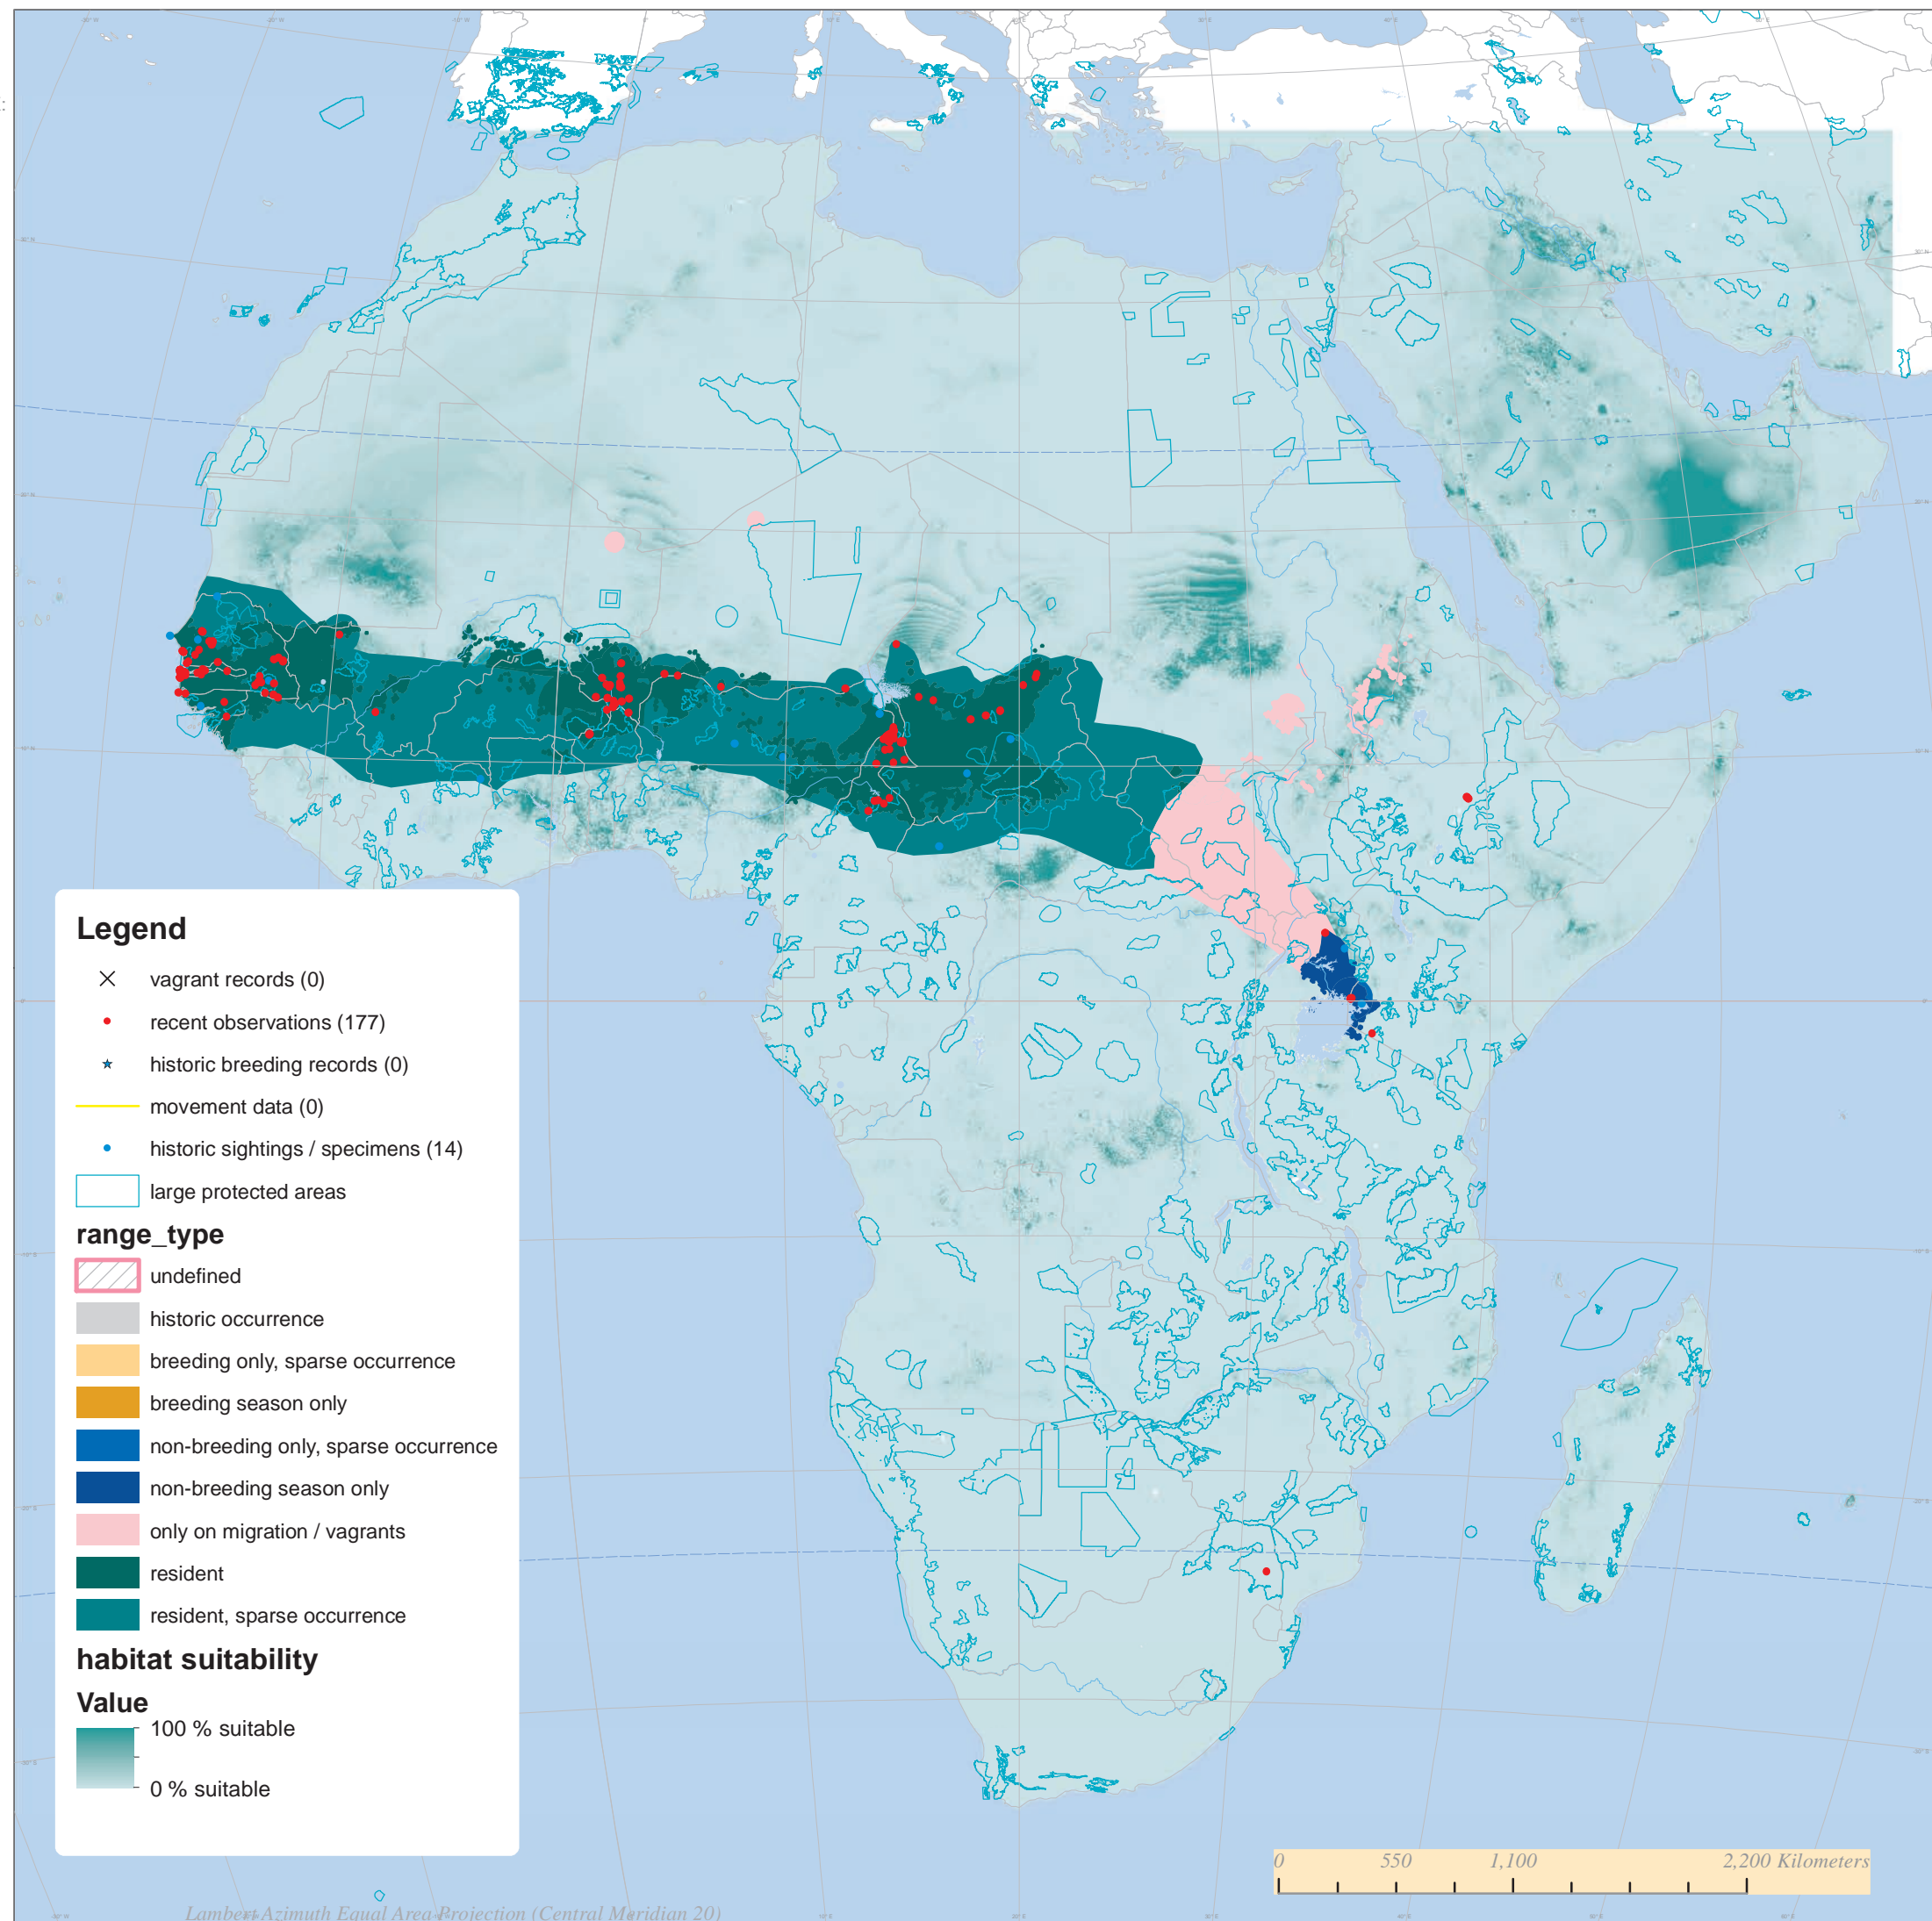 Legend
vagrant records (0)
recent observations (177)
historic breeding records (0)
movement data (0)
historic sightings / specimens (14)
large protected areas
range_type
undefined
historic occurrence
breeding only, sparse occurrence
breeding season only
non-breeding only, sparse occurrence
non-breeding season only
only on migration / vagrants
resident
resident, sparse occurrence
habitat suitability
Value
100 % suitable
0 % suitable
0 550 1,100 2,200 Kilometers
Lambert Azimuth Equal Area Projection (Central Meridian 20)